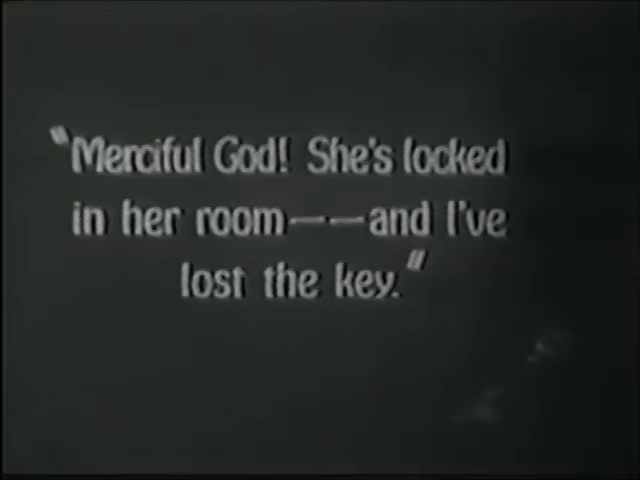 "Merciful God! She's locked
in her room——and I've
lost the key."